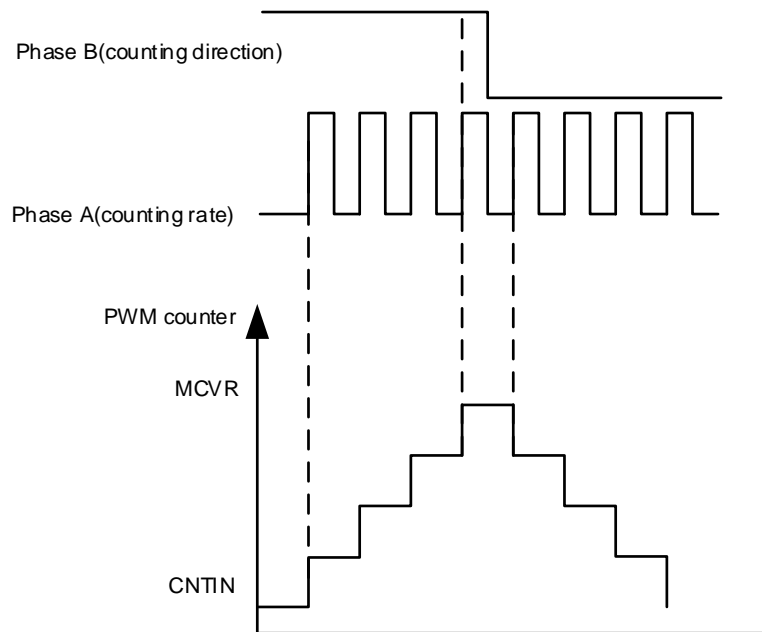 Phase B(counting direction)
Phase A(counting rate)
PWM counter
MCVR
CNTIN